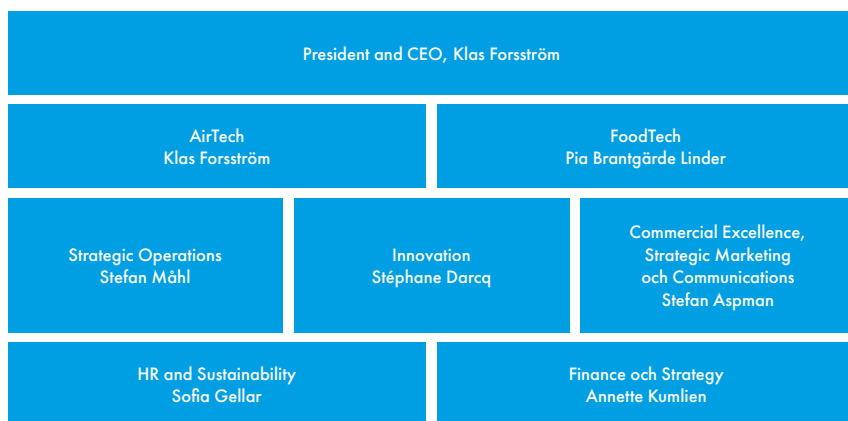 President and CEO, Klas Forsström
AirTech
Klas Forsström
FoodTech
Pia Brantgärde Linder
Strategic Operations
Stefan Måhl
Innovation
Stéphane Darcq
Commercial Excellence,
Strategic Marketing
och Communications
Stefan Aspman
HR and Sustainability
Sofia Gellar
Finance och Strategy
Annette Kumlien